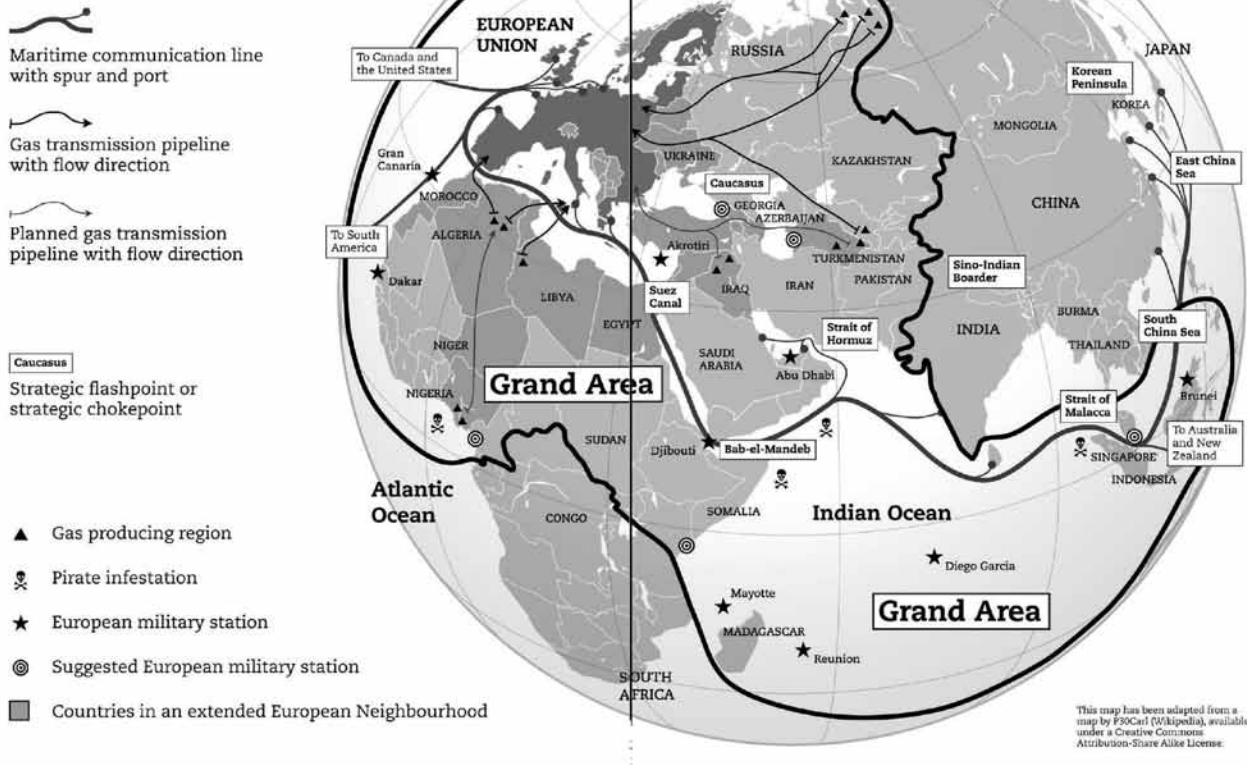 Maritime communication line
with spur and port
Gas transmission pipeline
with flow direction
Planned gas transmission
pipeline with flow direction
Caucasus
Strategic flashpoint or
strategic chokepoint
Gas producing region
Pirate infestation
European military station
Suggested European military station
Countries in an extended European Neighbourhood
EUROPEAN
UNION
To Canada and
the United States
RUSSIA
JAPAN
Korean
Peninsula
KOREA
MONGOLIA
Gran
Canaria
UKRAINE
KAZAKHSTAN
East China
Sea
MOROCCO
Caucasus
GEORGIA
AZERBAIJAN
CHINA
To South
America
ALGERIA
Akrotiri
TURKMENISTAN
Sino-Indian
Boarder
Dakar
LIBYA
Suez
Canal
IRAQ
IRAN
PAKISTAN
EGYPT
INDIA
BURMA
South
China Sea
NIGER
SAUDI
ARABIA
Strait of
Hormuz
THAILAND
Abu Dhabi
Grand Area
NIGERIA
Strait of
Malacca
Brunei
SUDAN
Djibouti
Bab-el-Mandeb
To Australia
and New
Zealand
SINGAPORE
INDONESIA
Atlantic
Ocean
CONGO
SOMALIA
Indian Ocean
Diego Garcia
Mayotte
Grand Area
MADAGASCAR
Reunion
SOUTH
AFRICA
This map has been adapted from a
map by P30Carl (Wikipedia), available
under a Creative Commons
Attribution-Share Alike License.